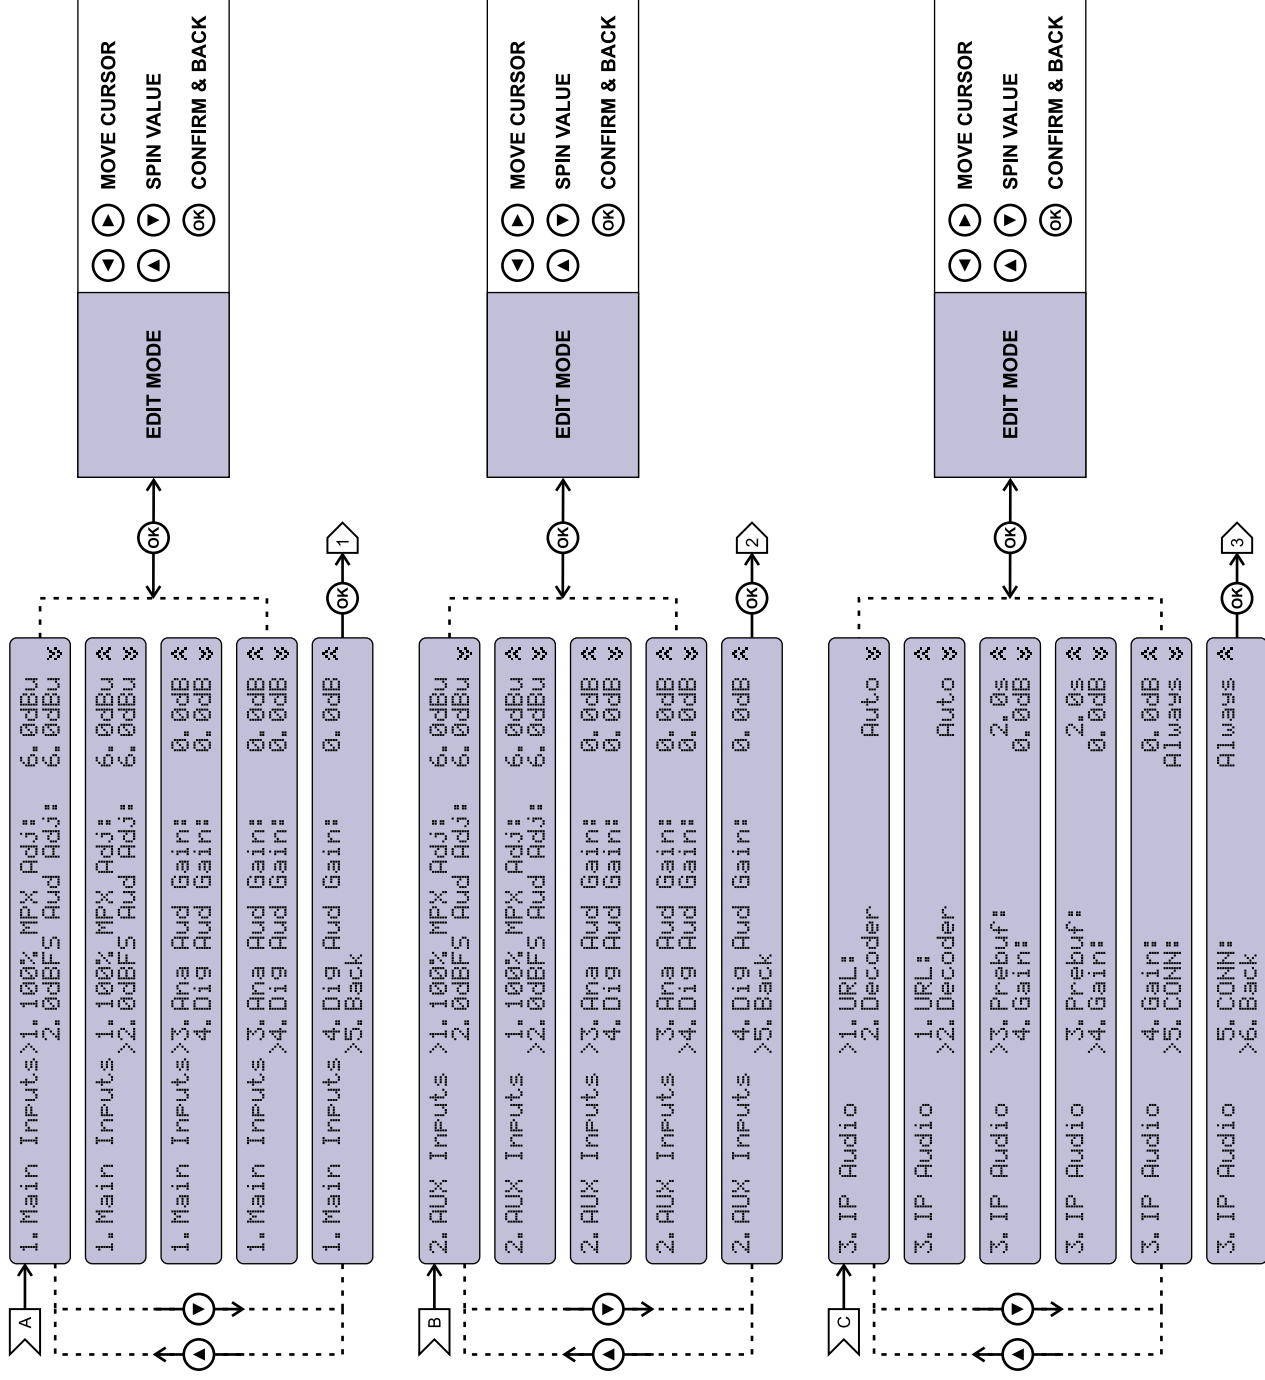 A
1. Main Inputs>1. 100% MPX Adj: 6.0dBu
2. 0dBFS Aud Adj: 6.0dBu
1. Main Inputs 1. 100% MPX Adj: 6.0dBu
>2. 0dBFS Aud Adj: 6.0dBu
1. Main Inputs>3. Ana Aud Gain: 0.0dB
4. Dig Aud Gain: 0.0dB
1. Main Inputs 3. Ana Aud Gain: 0.0dB
>4. Dig Aud Gain: 0.0dB
1. Main Inputs 4. Dig Aud Gain: 0.0dB
>5. Back
OK
1
OK
EDIT MODE
MOVE CURSOR
SPIN VALUE
OK CONFIRM & BACK
B
2. AUX Inputs >1. 100% MPX Adj: 6.0dBu
2. 0dBFS Aud Adj: 6.0dBu
2. AUX Inputs 1. 100% MPX Adj: 6.0dBu
>2. 0dBFS Aud Adj: 6.0dBu
2. AUX Inputs >3. Ana Aud Gain: 0.0dB
4. Dig Aud Gain: 0.0dB
2. AUX Inputs 3. Ana Aud Gain: 0.0dB
>4. Dig Aud Gain: 0.0dB
2. AUX Inputs 4. Dig Aud Gain: 0.0dB
>5. Back
OK
2
OK
EDIT MODE
MOVE CURSOR
SPIN VALUE
OK CONFIRM & BACK
C
3. IP Audio >1. URL:
2. Decoder Auto
3. IP Audio 1. URL:
>2. Decoder Auto
3. IP Audio >3. Prebuf: 2.0s
4. Gain: 0.0dB
3. IP Audio 3. Prebuf: 2.0s
>4. Gain: 0.0dB
3. IP Audio 4. Gain: 0.0dB
>5. CONN: Always
3. IP Audio 5. CONN: Always
>6. Back
OK
3
OK
EDIT MODE
MOVE CURSOR
SPIN VALUE
OK CONFIRM & BACK